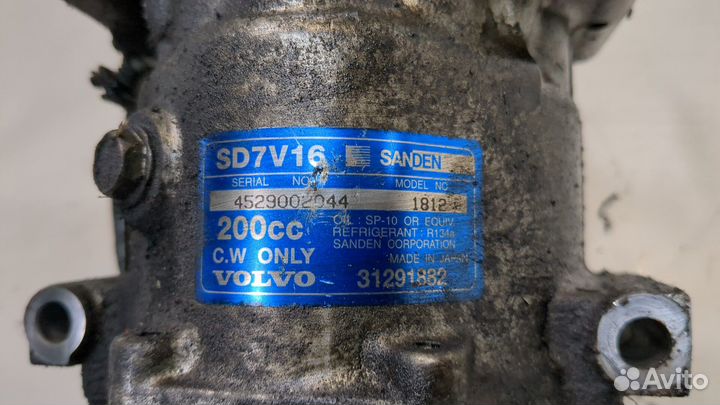 SD7V16 SANDEN
SERIAL NO. MODEL NO
4529002944 1812
200cc OIL : SP-10 OR EQUIV.
REFRIGERANT : R134a
SANDEN CORPORATION
C.W ONLY MADE IN JAPAN
VOLVO 31291882
Avito